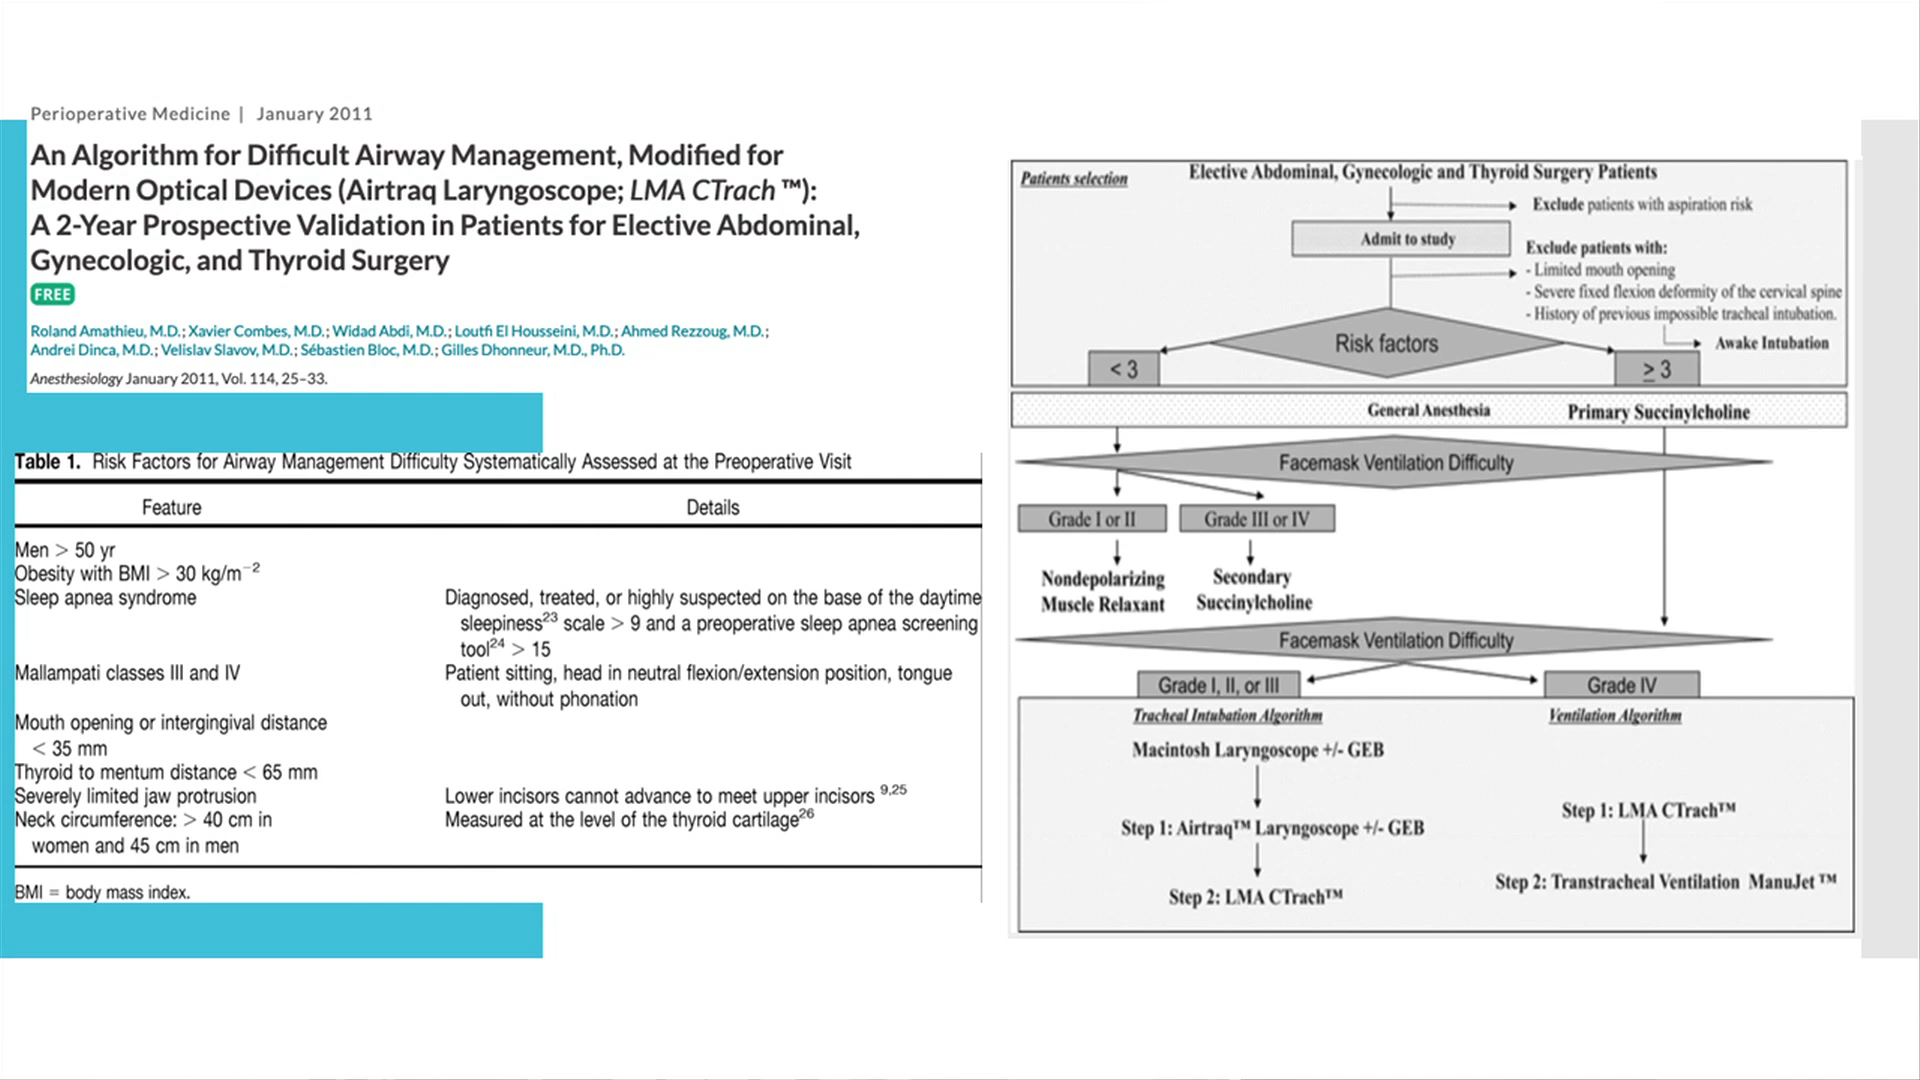 Perioperative Medicine | January 2011
An Algorithm for Difficult Airway Management, Modified for
Modern Optical Devices (Airtraq Laryngoscope; LMA CTrach ™):
A 2-Year Prospective Validation in Patients for Elective Abdominal,
Gynecologic, and Thyroid Surgery
FREE
Roland Amathieu, M.D.; Xavier Combes, M.D.; Widad Abdi, M.D.; Loutfi El Housseini, M.D.; Ahmed Rezzoug, M.D.;
Andrei Dinca, M.D.; Velislav Slavov, M.D.; Sébastien Bloc, M.D.; Gilles Dhonneur, M.D., Ph.D.
Anesthesiology January 2011, Vol. 114, 25–33.
Table 1. Risk Factors for Airway Management Difficulty Systematically Assessed at the Preoperative Visit
Feature Details
Men > 50 yr
Obesity with BMI > 30 kg/m−2
Sleep apnea syndrome Diagnosed, treated, or highly suspected on the base of the daytime
sleepiness23 scale > 9 and a preoperative sleep apnea screening
tool24 > 15
Mallampati classes III and IV Patient sitting, head in neutral flexion/extension position, tongue
out, without phonation
Mouth opening or intergingival distance
< 35 mm
Thyroid to mentum distance < 65 mm
Severely limited jaw protrusion Lower incisors cannot advance to meet upper incisors 9,25
Neck circumference: > 40 cm in Measured at the level of the thyroid cartilage26
women and 45 cm in men
BMI = body mass index.
Patients selection
Elective Abdominal, Gynecologic and Thyroid Surgery Patients
Exclude patients with aspiration risk
Admit to study
Exclude patients with:
- Limited mouth opening
- Severe fixed flexion deformity of the cervical spine
- History of previous impossible tracheal intubation.
Awake Intubation
Risk factors
< 3
≥ 3
General Anesthesia Primary Succinylcholine
Facemask Ventilation Difficulty
Grade I or II
Grade III or IV
Nondepolarizing
Muscle Relaxant
Secondary
Succinylcholine
Facemask Ventilation Difficulty
Grade I, II, or III
Grade IV
Tracheal Intubation Algorithm
Macintosh Laryngoscope +/- GEB
Step 1: Airtraq™ Laryngoscope +/- GEB
Step 2: LMA CTrach™
Ventilation Algorithm
Step 1: LMA CTrach™
Step 2: Transtracheal Ventilation ManuJet ™